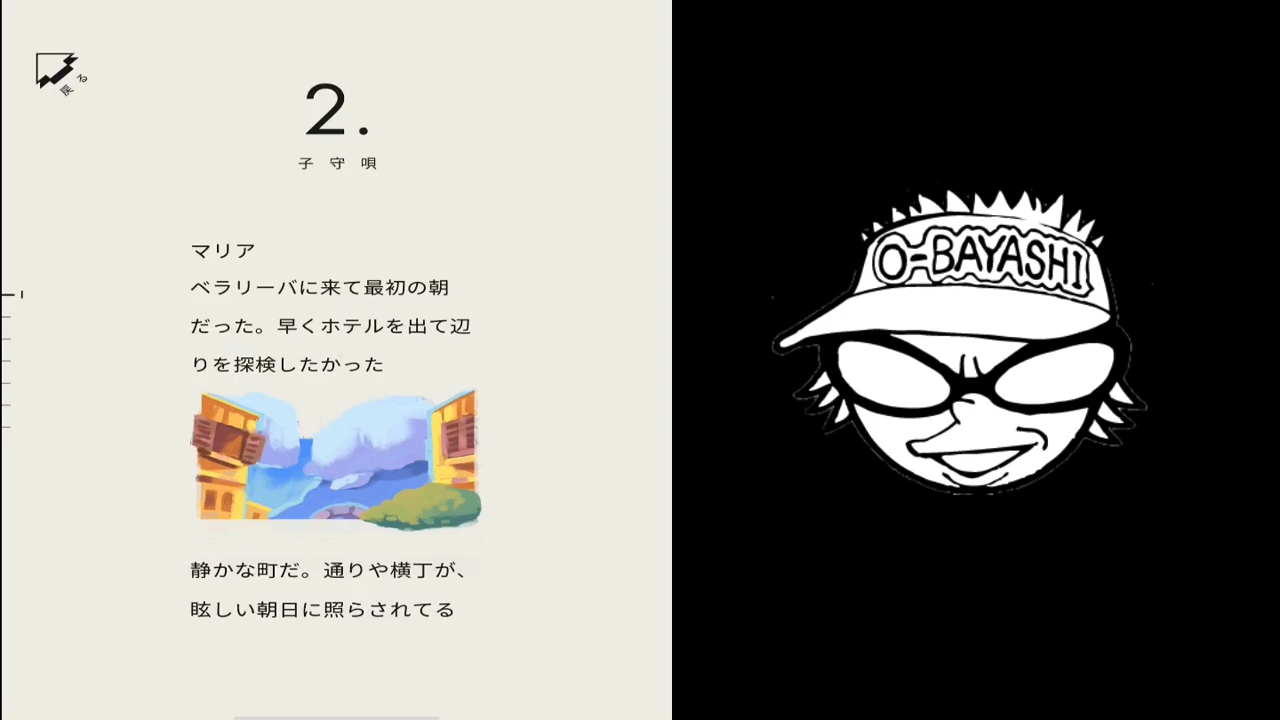 戻る
2.
子守唄
マリア
ベラリーバに来て最初の朝
だった。早くホテルを出て辺
りを探検したかった
静かな町だ。通りや横丁が、
眩しい朝日に照らされてる
O-BAYASHI